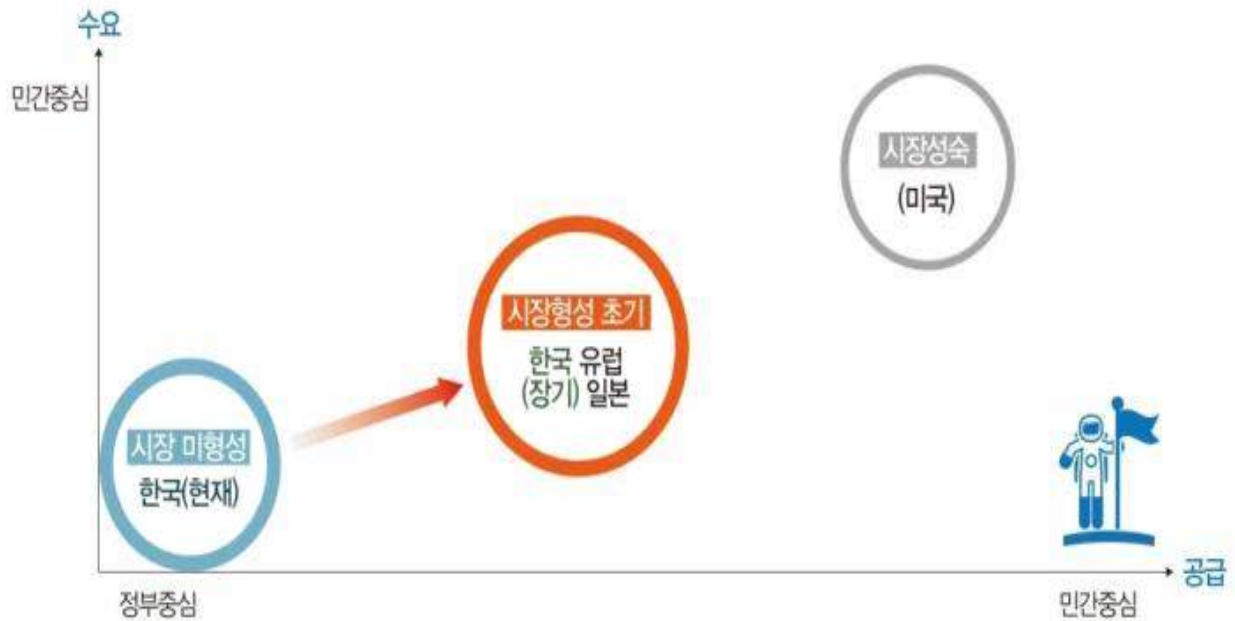 수요
민간중심
시장성숙
(미국)
시장형성 초기
한국 유럽
(장기) 일본
시장 미형성
한국(현재)
공급
정부중심
민간중심